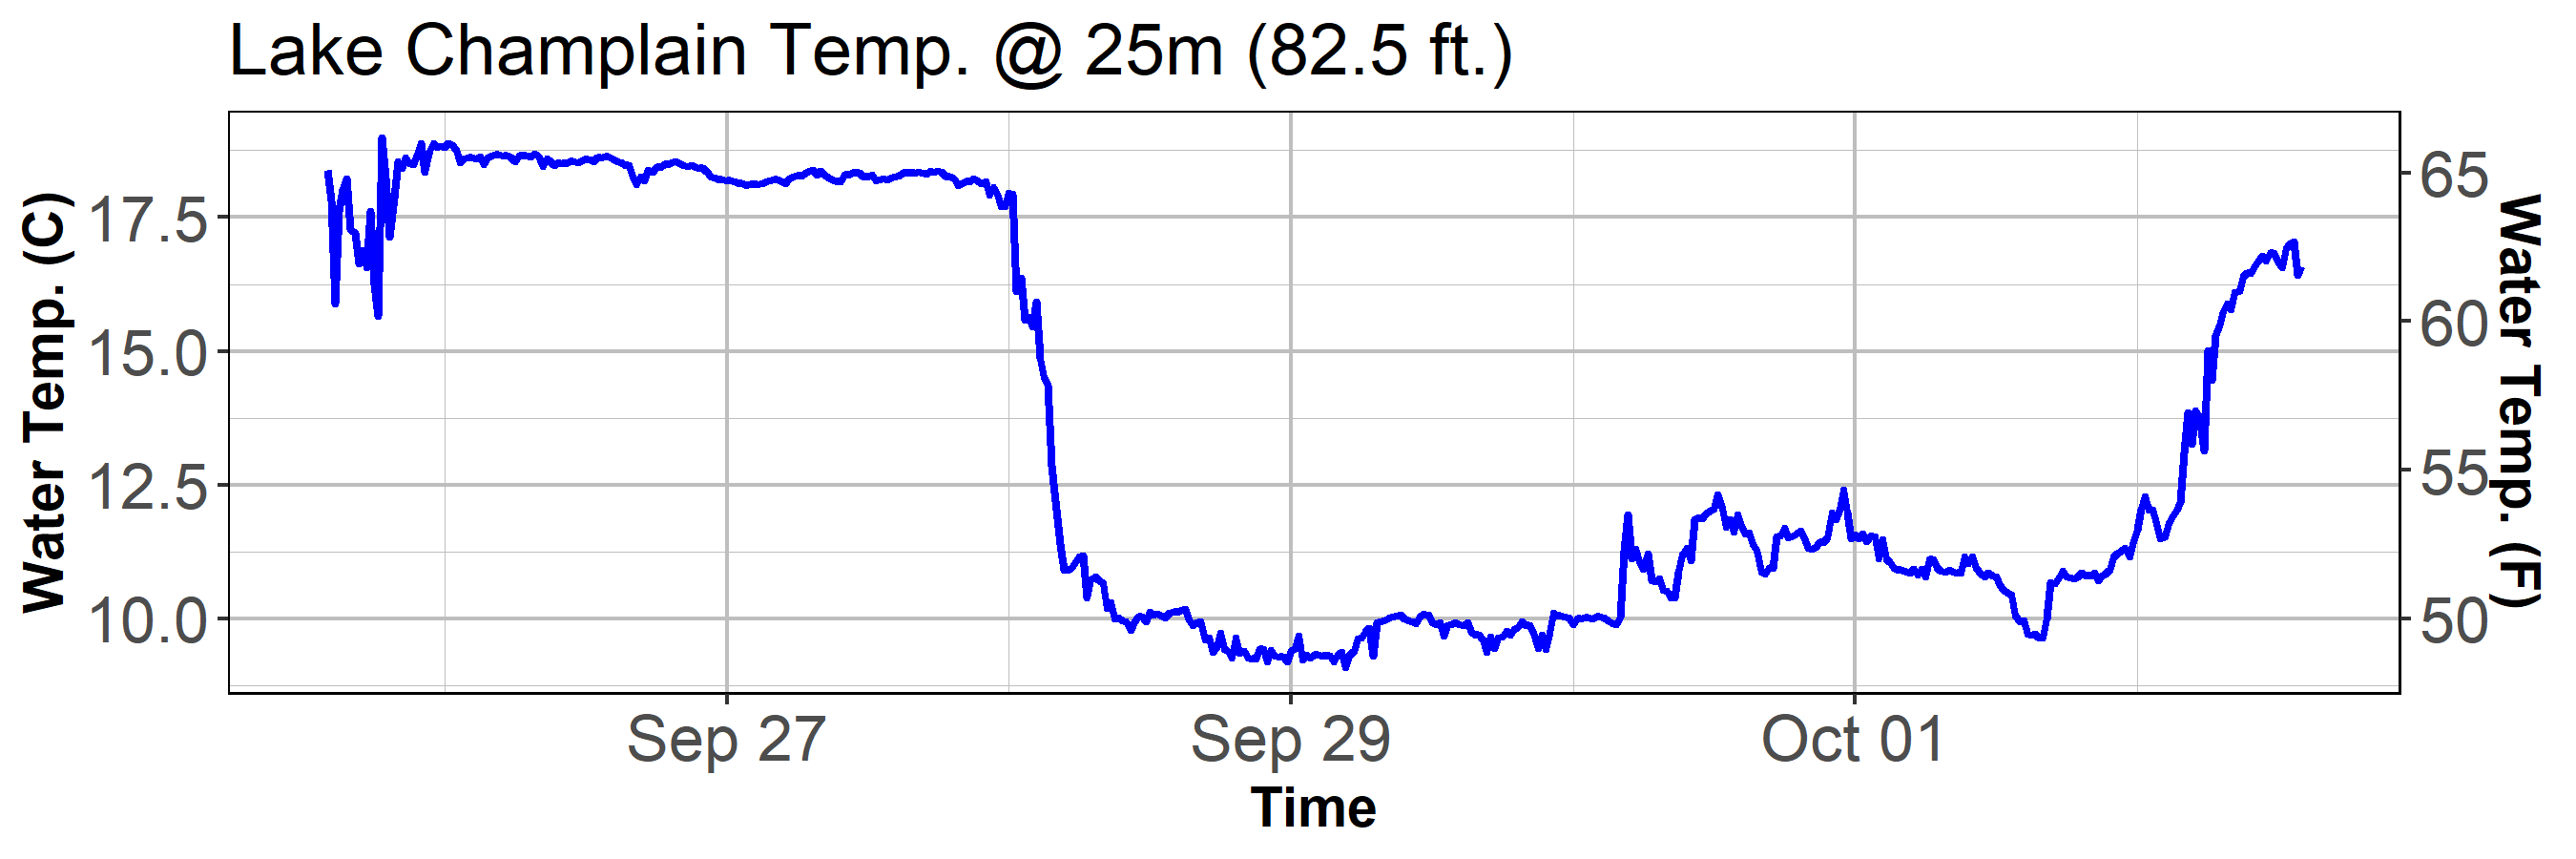 Lake Champlain Temp. @ 25m (82.5 ft.)
Water Temp. (C)
17.5
15.0
12.5
10.0
65
60
55
50
Water Temp. (F)
Sep 27
Sep 29
Oct 01
Time